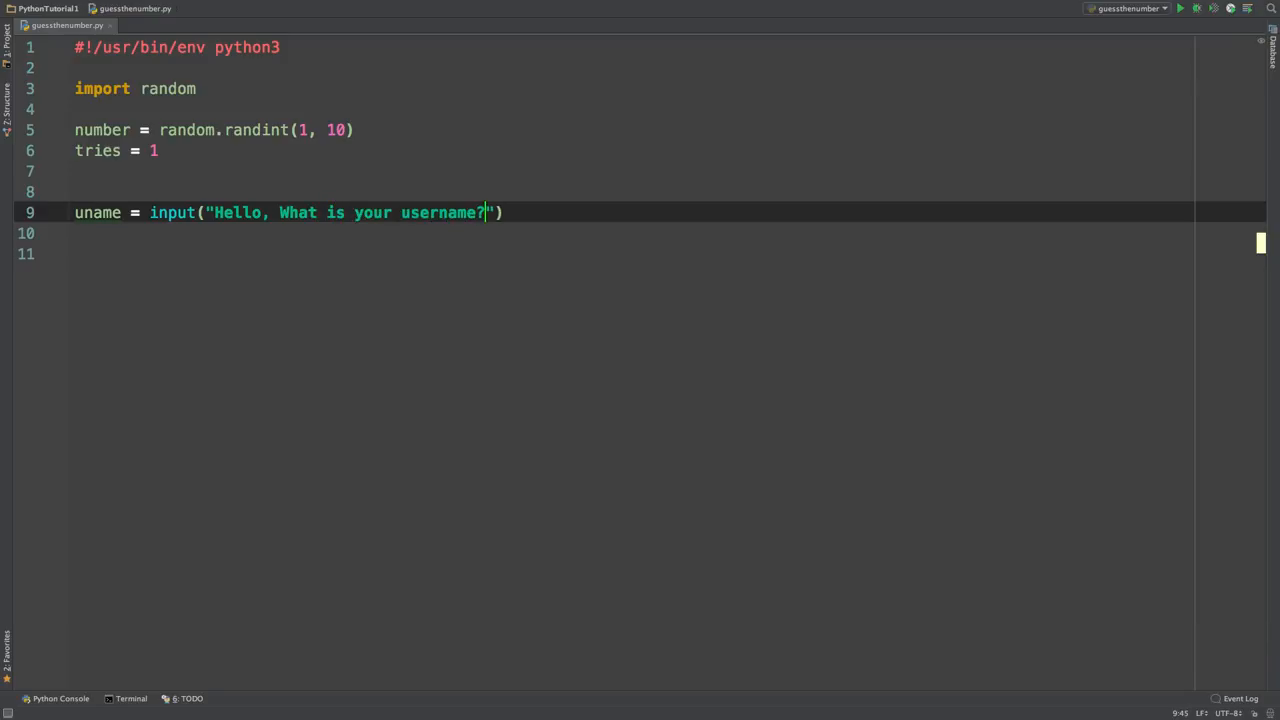 PythonTutorial1 guessthenumber.py guessthenumber
guessthenumber.py
1 #!/usr/bin/env python3
2
3 import random
4
5 number = random.randint(1, 10)
6 tries = 1
7
8
9 uname = input("Hello, What is your username?")
10
11
1: Project
7: Structure
2: Favorites
Database
Python Console Terminal 6: TODO Event Log
9:45 LF÷ UTF-8÷